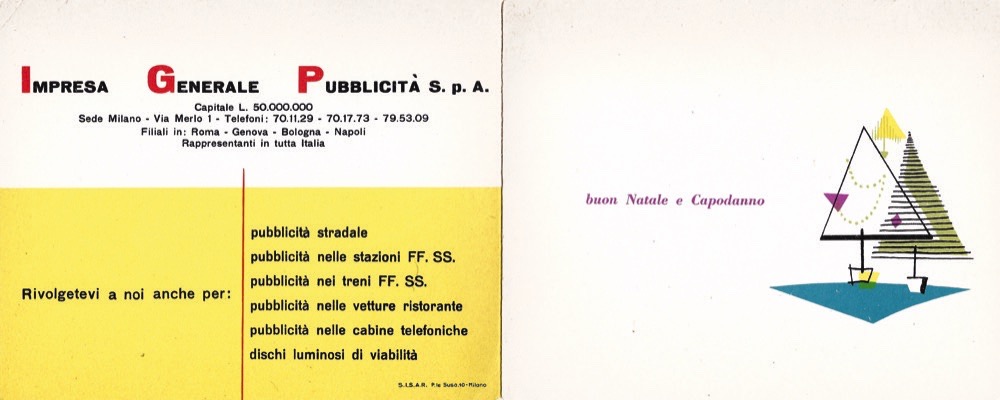 IMPRESA GENERALE PUBBLICITÀ S. p. A.
Capitale L. 50.000.000
Sede Milano - Via Merlo 1 - Telefoni: 70.11.29 - 70.17.73 - 79.53.09
Filiali in: Roma - Genova - Bologna - Napoli
Rappresentanti in tutta Italia
Rivolgetevi a noi anche per:
pubblicità stradale
pubblicità nelle stazioni FF. SS.
pubblicità nei treni FF. SS.
pubblicità nelle vetture ristorante
pubblicità nelle cabine telefoniche
dischi luminosi di viabilità
S.I.S.A.R. P.le Susa, 10 - Milano
buon Natale e Capodanno